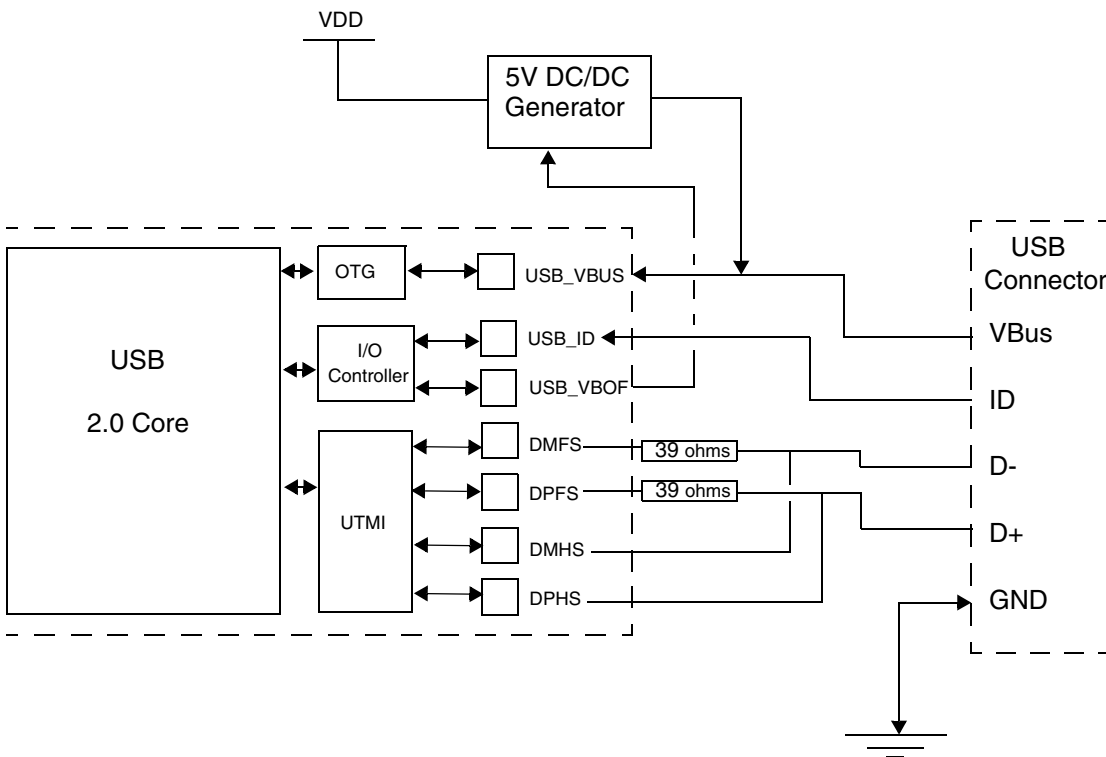 VDD
5V DC/DC
Generator
USB
Connector
OTG
USB_VBUS
VBus
USB
2.0 Core
I/O
Controller
USB_ID
USB_VBOF
ID
UTMI
DMFS
39 ohms
D-
DPFS
39 ohms
D+
DMHS
DPHS
GND